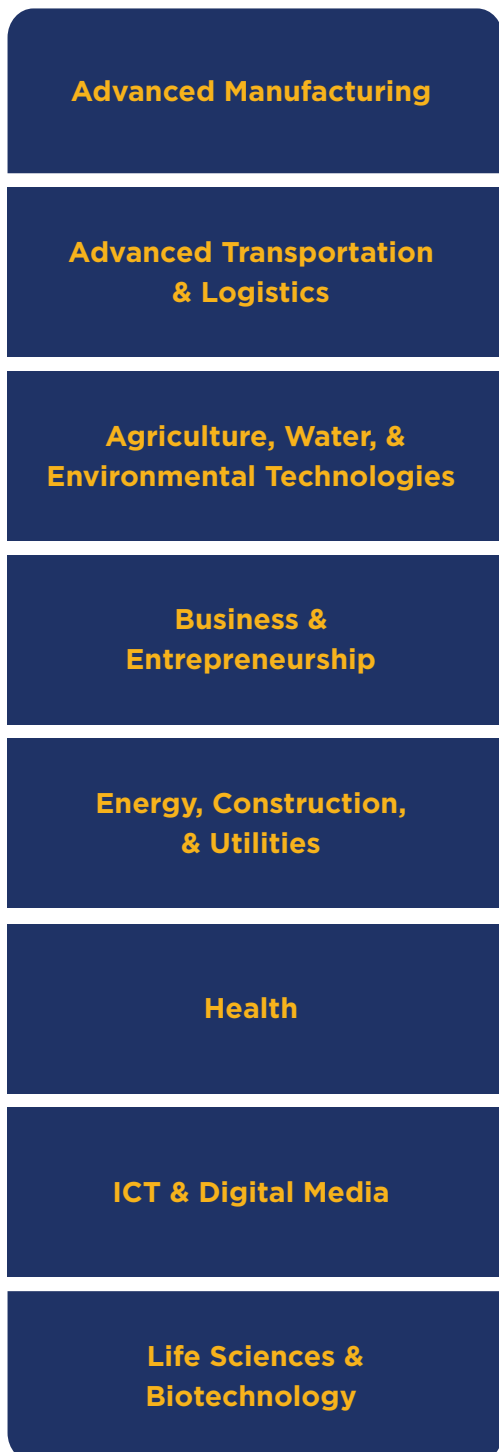 Advanced Manufacturing
Advanced Transportation
& Logistics
Agriculture, Water, &
Environmental Technologies
Business &
Entrepreneurship
Energy, Construction,
& Utilities
Health
ICT & Digital Media
Life Sciences &
Biotechnology